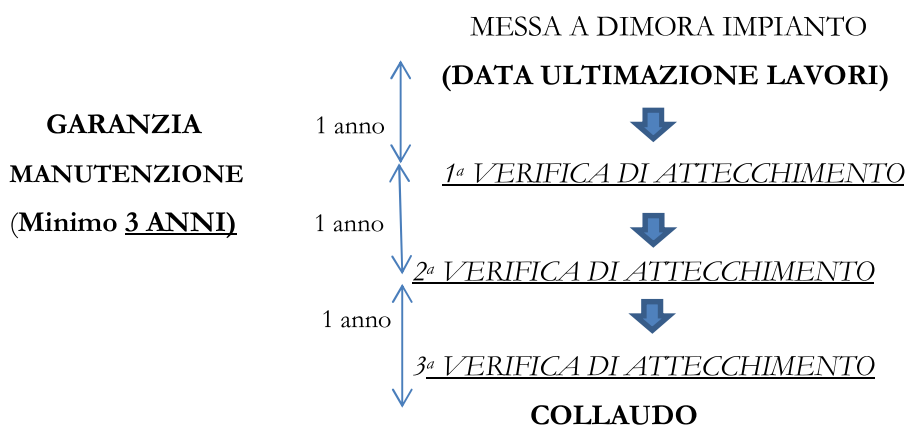 MESSA A DIMORA IMPIANTO
(DATA ULTIMAZIONE LAVORI)
GARANZIA
MANUTENZIONE
(Minimo 3 ANNI)
1 anno
1ª VERIFICA DI ATTECCHIMENTO
1 anno
2ª VERIFICA DI ATTECCHIMENTO
1 anno
3ª VERIFICA DI ATTECCHIMENTO
COLLAUDO